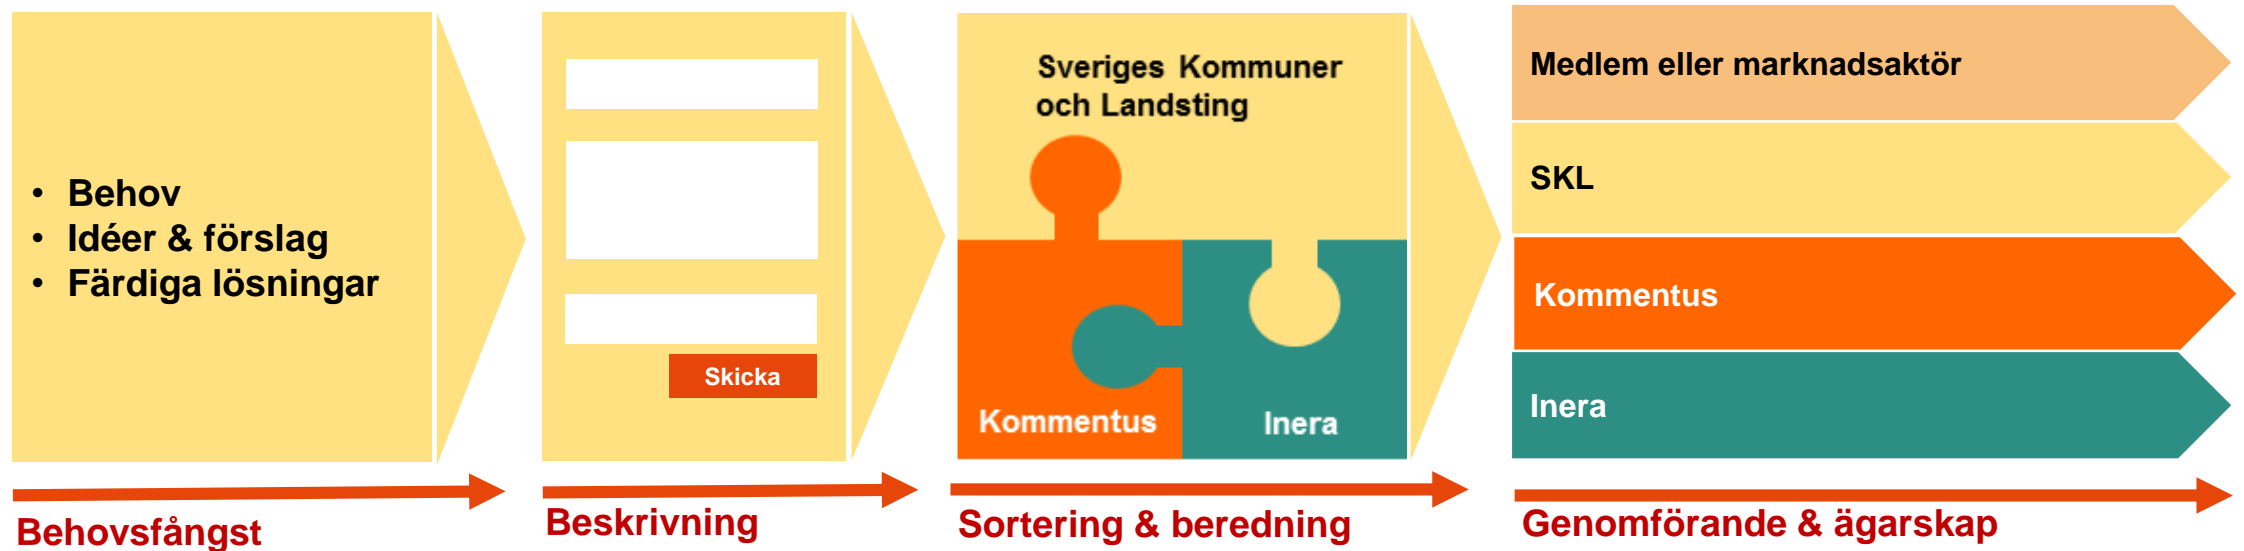 • Behov
• Idéer & förslag
• Färdiga lösningar
Behovsfångst
Skicka
Beskrivning
Sveriges Kommuner
och Landsting
Kommentus
Inera
Sortering & beredning
Medlem eller marknadsaktör
SKL
Kommentus
Inera
Genomförande & ägarskap